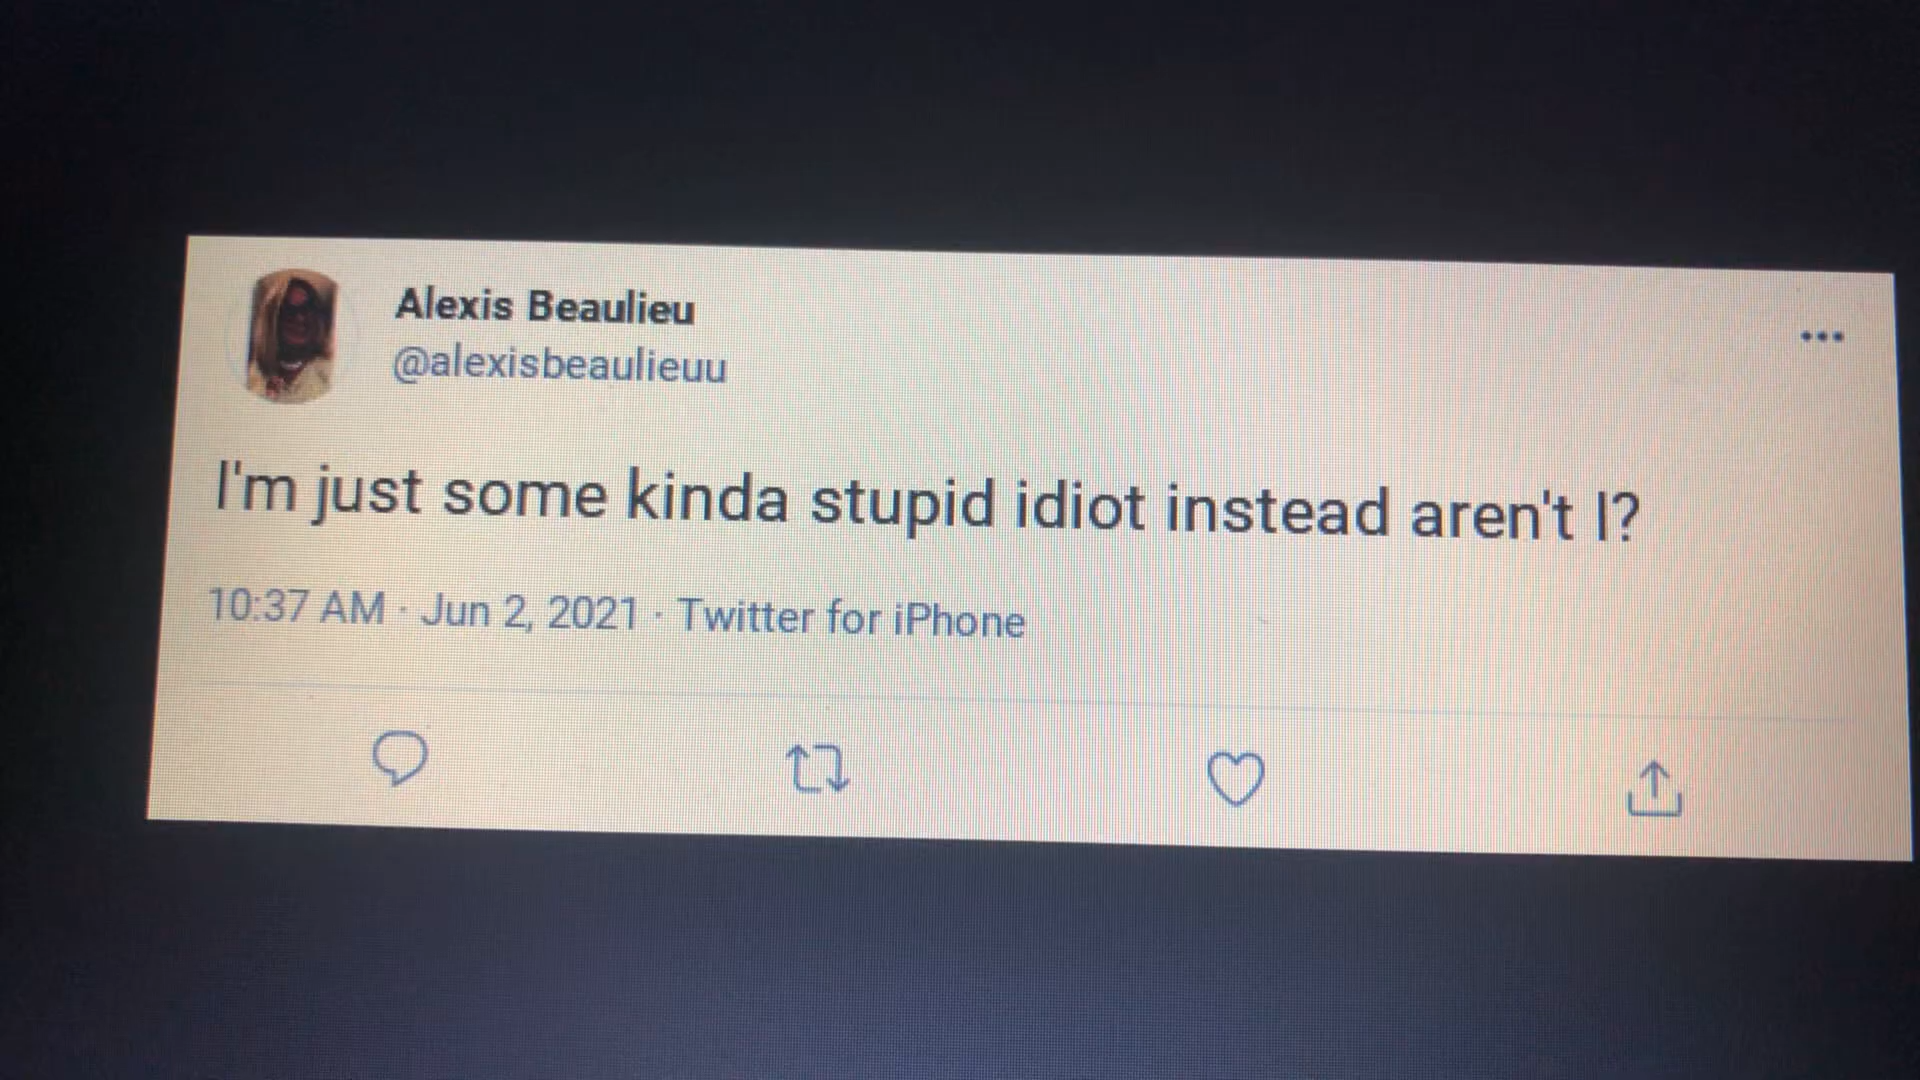 Alexis Beaulieu
@alexisbeaulieuu
I'm just some kinda stupid idiot instead aren't I?
10:37 AM · Jun 2, 2021 · Twitter for iPhone